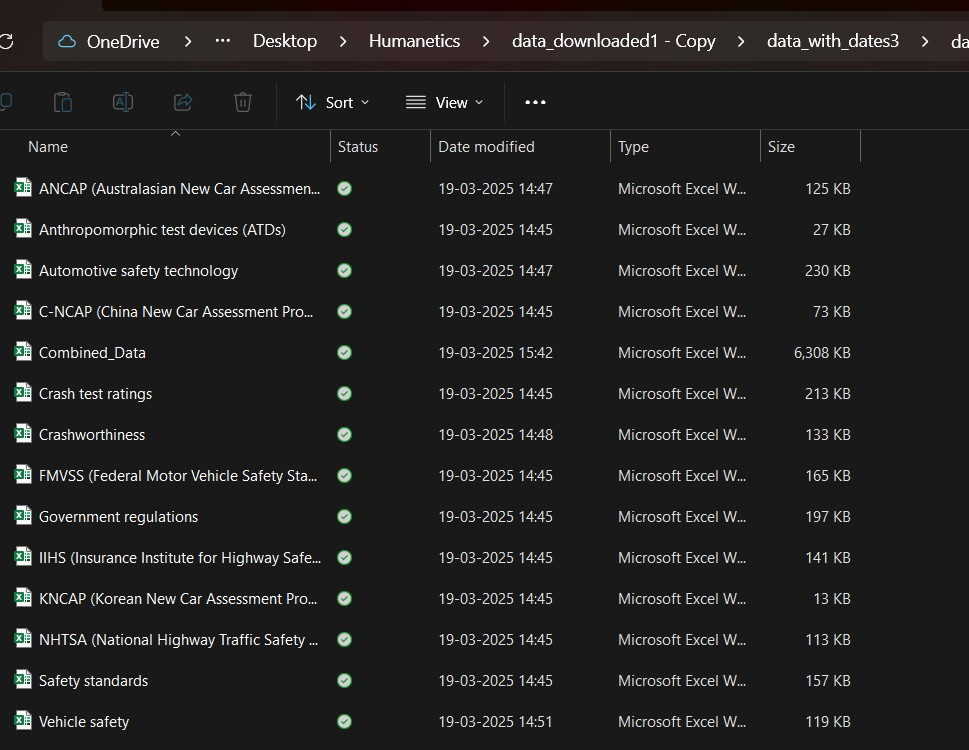 OneDrive > ... Desktop > Humanetics > data_downloaded1 - Copy > data_with_dates3 > da
Sort View ...
Name Status Date modified Type Size
ANCAP (Australasian New Car Assessmen... 19-03-2025 14:47 Microsoft Excel W... 125 KB
Anthropomorphic test devices (ATDs) 19-03-2025 14:45 Microsoft Excel W... 27 KB
Automotive safety technology 19-03-2025 14:47 Microsoft Excel W... 230 KB
C-NCAP (China New Car Assessment Pro... 19-03-2025 14:45 Microsoft Excel W... 73 KB
Combined_Data 19-03-2025 15:42 Microsoft Excel W... 6,308 KB
Crash test ratings 19-03-2025 14:45 Microsoft Excel W... 213 KB
Crashworthiness 19-03-2025 14:48 Microsoft Excel W... 133 KB
FMVSS (Federal Motor Vehicle Safety Sta... 19-03-2025 14:45 Microsoft Excel W... 165 KB
Government regulations 19-03-2025 14:45 Microsoft Excel W... 197 KB
IIHS (Insurance Institute for Highway Safe... 19-03-2025 14:45 Microsoft Excel W... 141 KB
KNCAP (Korean New Car Assessment Pro... 19-03-2025 14:45 Microsoft Excel W... 13 KB
NHTSA (National Highway Traffic Safety ... 19-03-2025 14:45 Microsoft Excel W... 113 KB
Safety standards 19-03-2025 14:45 Microsoft Excel W... 157 KB
Vehicle safety 19-03-2025 14:51 Microsoft Excel W... 119 KB